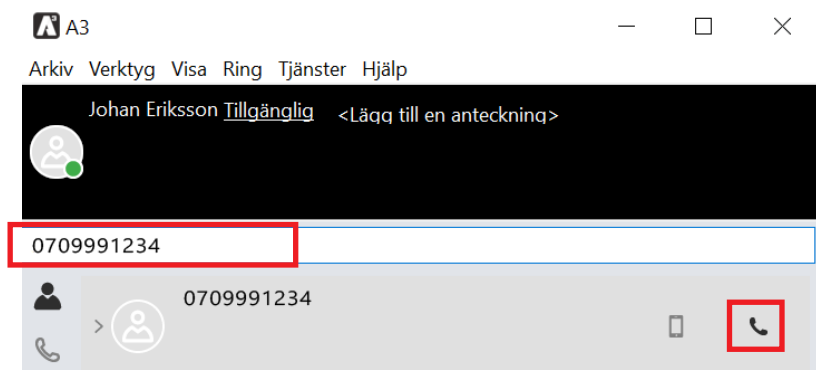 A3
Arkiv Verktyg Visa Ring Tjänster Hjälp
Johan Eriksson Tillgänglig <Lägg till en anteckning>
0709991234
0709991234